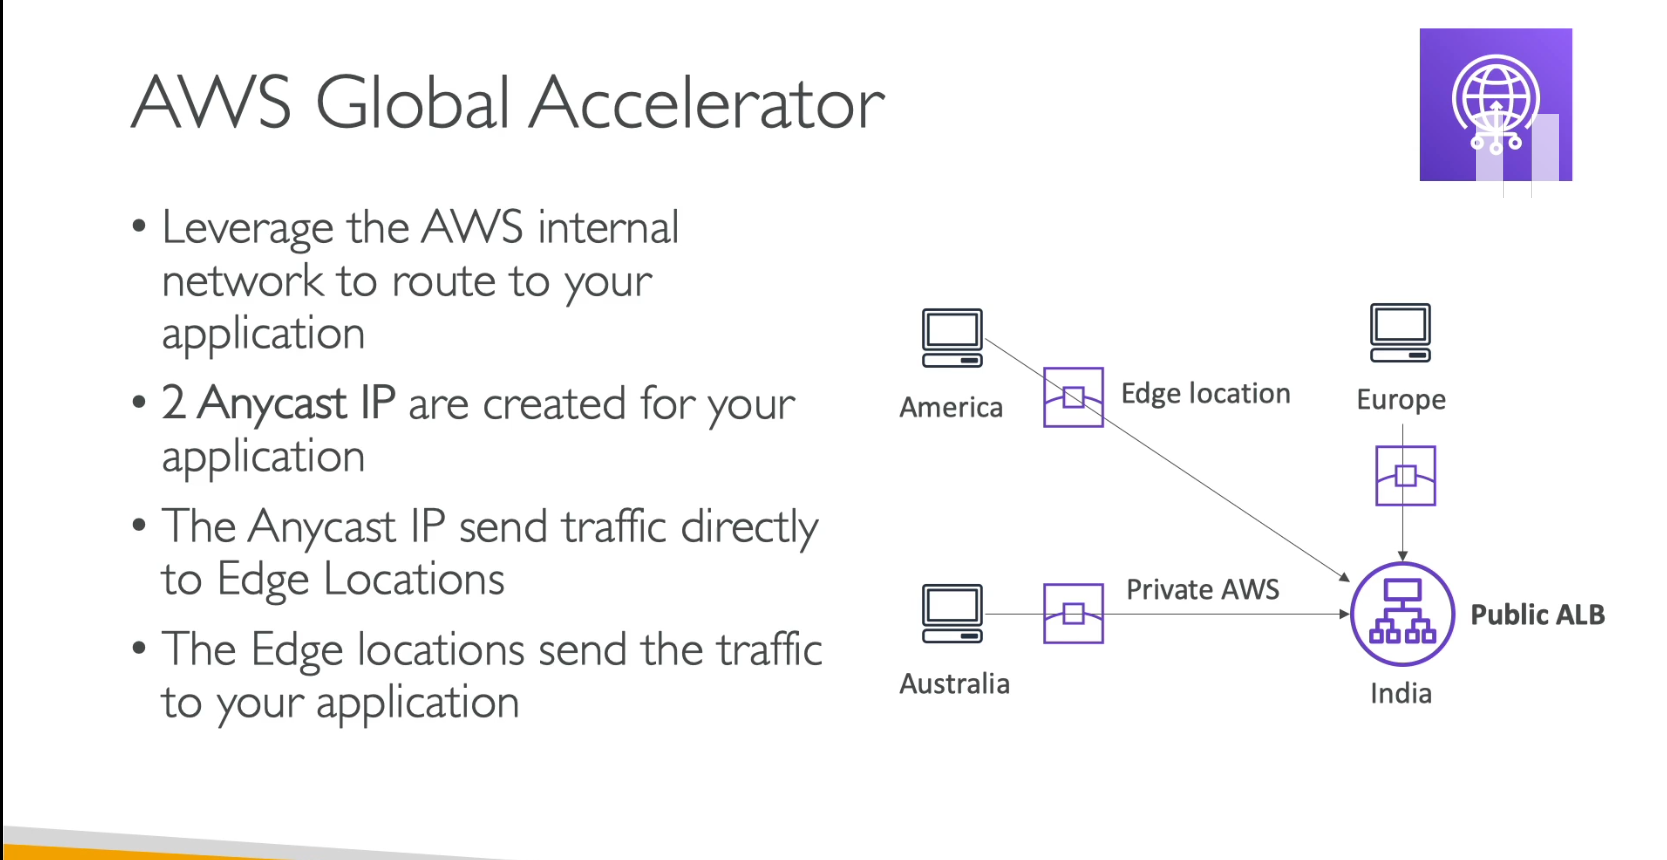 AWS Global Accelerator
• Leverage the AWS internal
network to route to your
application
• 2 Anycast IP are created for your
application
• The Anycast IP send traffic directly
to Edge Locations
• The Edge locations send the traffic
to your application
America
Edge location
Europe
Australia
Private AWS
Public ALB
India